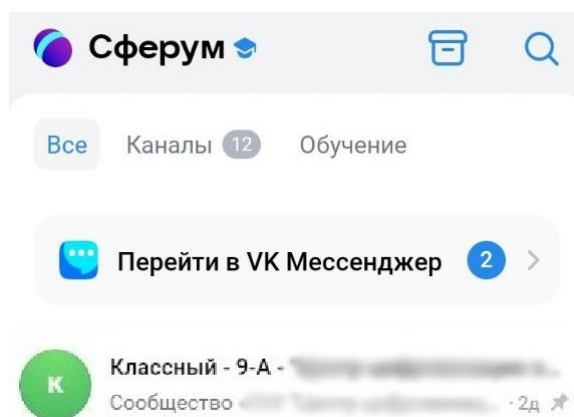 Сферум
Все Каналы 12 Обучение
Перейти в VK Мессенджер 2
К
Классный - 9-А -
Сообщество
· 2д